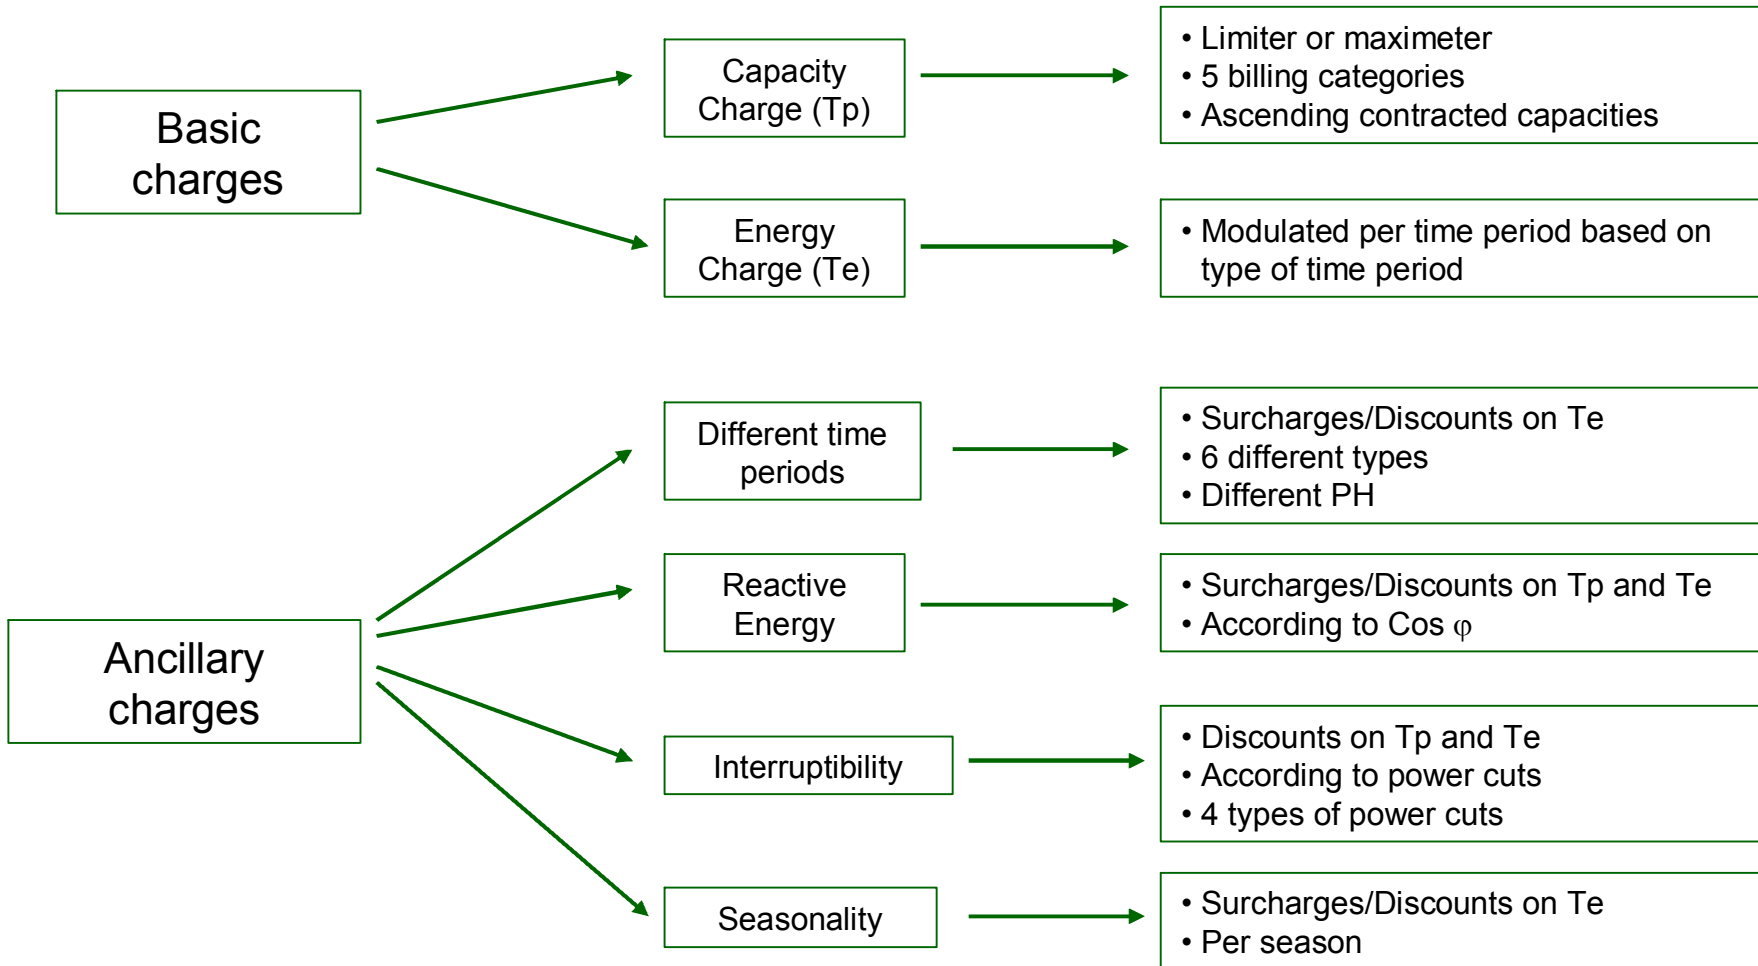 Basic
charges
Capacity
Charge (Tp)
• Limiter or maximeter
• 5 billing categories
• Ascending contracted capacities
Energy
Charge (Te)
• Modulated per time period based on
type of time period
Ancillary
charges
Different time
periods
• Surcharges/Discounts on Te
• 6 different types
• Different PH
Reactive
Energy
• Surcharges/Discounts on Tp and Te
• According to Cos φ
Interruptibility
• Discounts on Tp and Te
• According to power cuts
• 4 types of power cuts
Seasonality
• Surcharges/Discounts on Te
• Per season